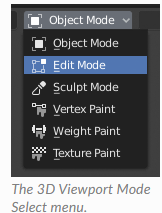 Object Mode
Object Mode
Edit Mode
Sculpt Mode
Vertex Paint
Weight Paint
Texture Paint
The 3D Viewport Mode
Select menu.